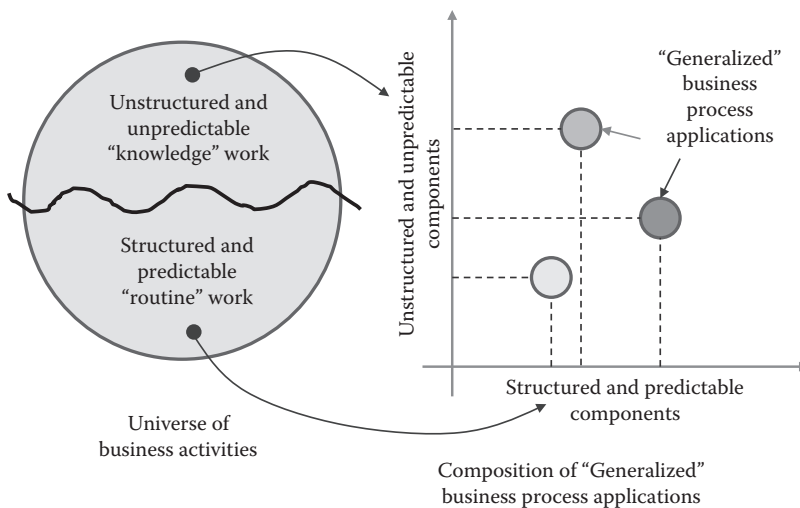 Unstructured and
unpredictable
“knowledge” work
Structured and
predictable
“routine” work
Universe of
business activities
Unstructured and unpredictable
components
“Generalized”
business
process
applications
Structured and predictable
components
Composition of “Generalized”
business process applications